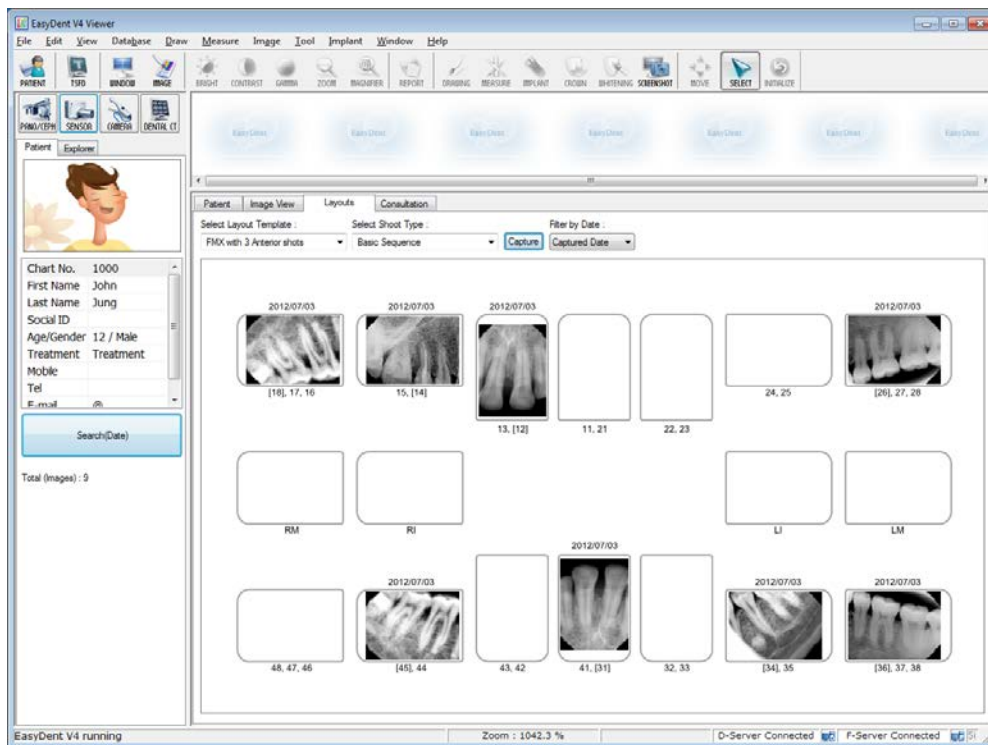 EasyDent V4 Viewer
File Edit View Database Draw Measure Image Tool Implant Window Help
PATIENT TSFD WINDOW IMAGE BRIGHT CONTRAST GAMMA ZOOM MAGNIFIER REPORT DRAWING MEASURE IMPLANT CROWN WHITENING SCREENSHOT MOVE SELECT INITIALIZE
PANO/CEPH SENSOR CAMERA DENTAL CT
EasyDent EasyDent EasyDent EasyDent EasyDent EasyDent EasyDent
Patient Explorer
Patient Image View Layouts Consultation
Select Layout Template : Select Shoot Type : Filter by Date :
FMX with 3 Anterior shots Basic Sequence Capture Captured Date
Chart No. 1000
First Name John
Last Name Jung
Social ID
Age/Gender 12 / Male
Treatment Treatment
Mobile
Tel
E-mail @
Search(Date)
Total (Images) : 9
2012/07/03 2012/07/03 2012/07/03 2012/07/03
[18], 17, 16 15, [14] 24, 25 [26], 27, 28
13, [12] 11, 21 22, 23
RM RI LI LM
2012/07/03
2012/07/03 2012/07/03 2012/07/03
48, 47, 46 [45], 44 43, 42 41, [31] 32, 33 [34], 35 [36], 37, 38
EasyDent V4 running Zoom : 1042.3 % D-Server Connected F-Server Connected